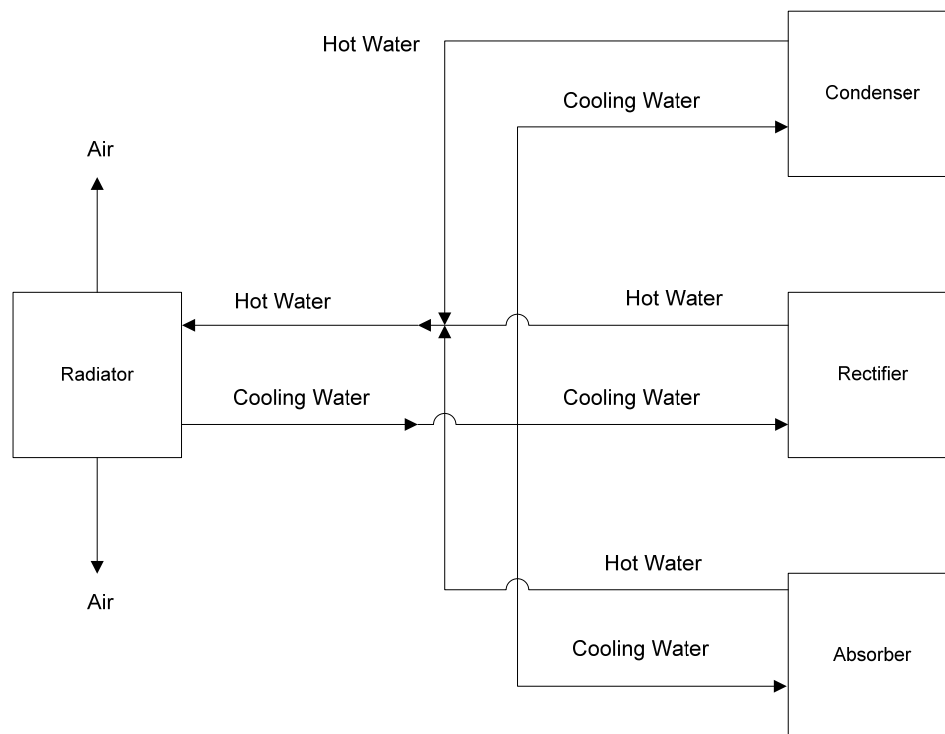 Hot Water
Condenser
Cooling Water
Air
Hot Water
Hot Water
Radiator
Rectifier
Cooling Water
Cooling Water
Hot Water
Air
Cooling Water
Absorber